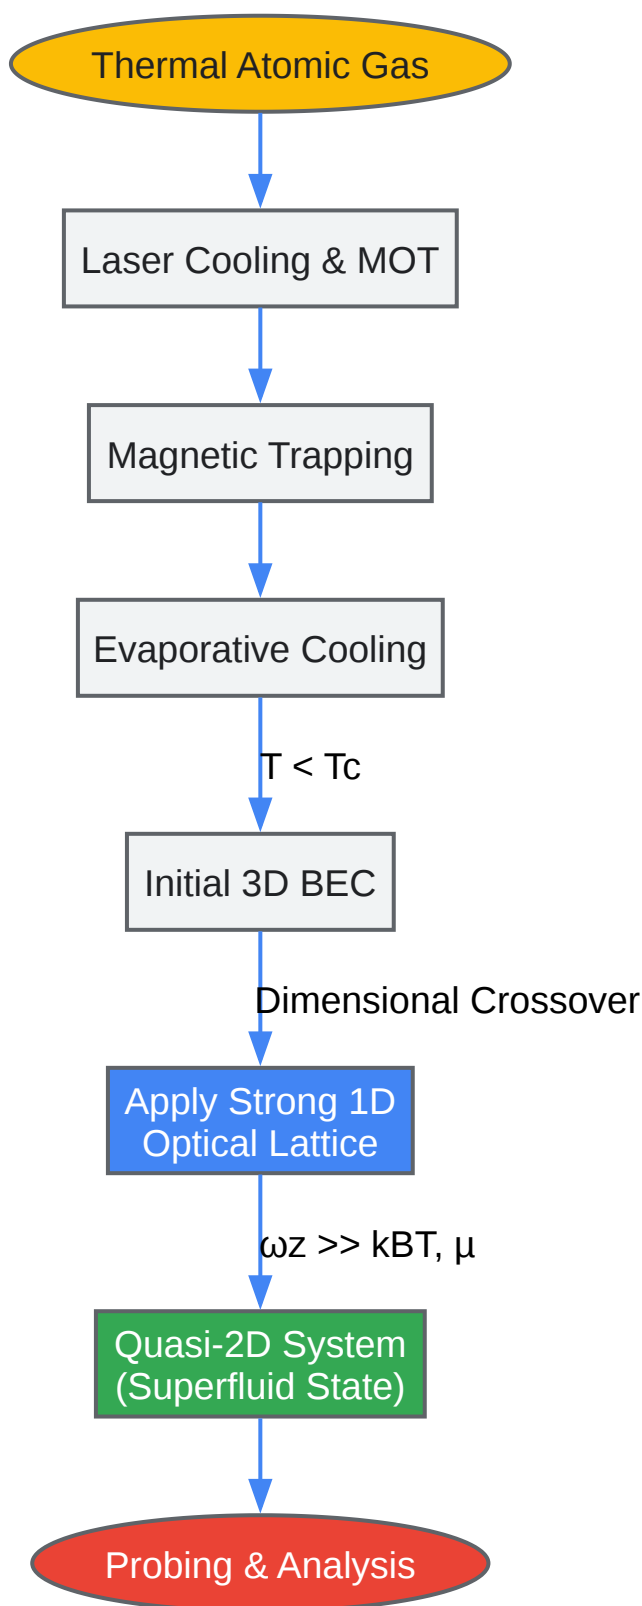 Thermal Atomic Gas
Laser Cooling & MOT
Magnetic Trapping
Evaporative Cooling
T < Tc
Initial 3D BEC
Dimensional Crossover
Apply Strong 1D
Optical Lattice
ωz >> kBT, μ
Quasi-2D System
(Superfluid State)
Probing & Analysis